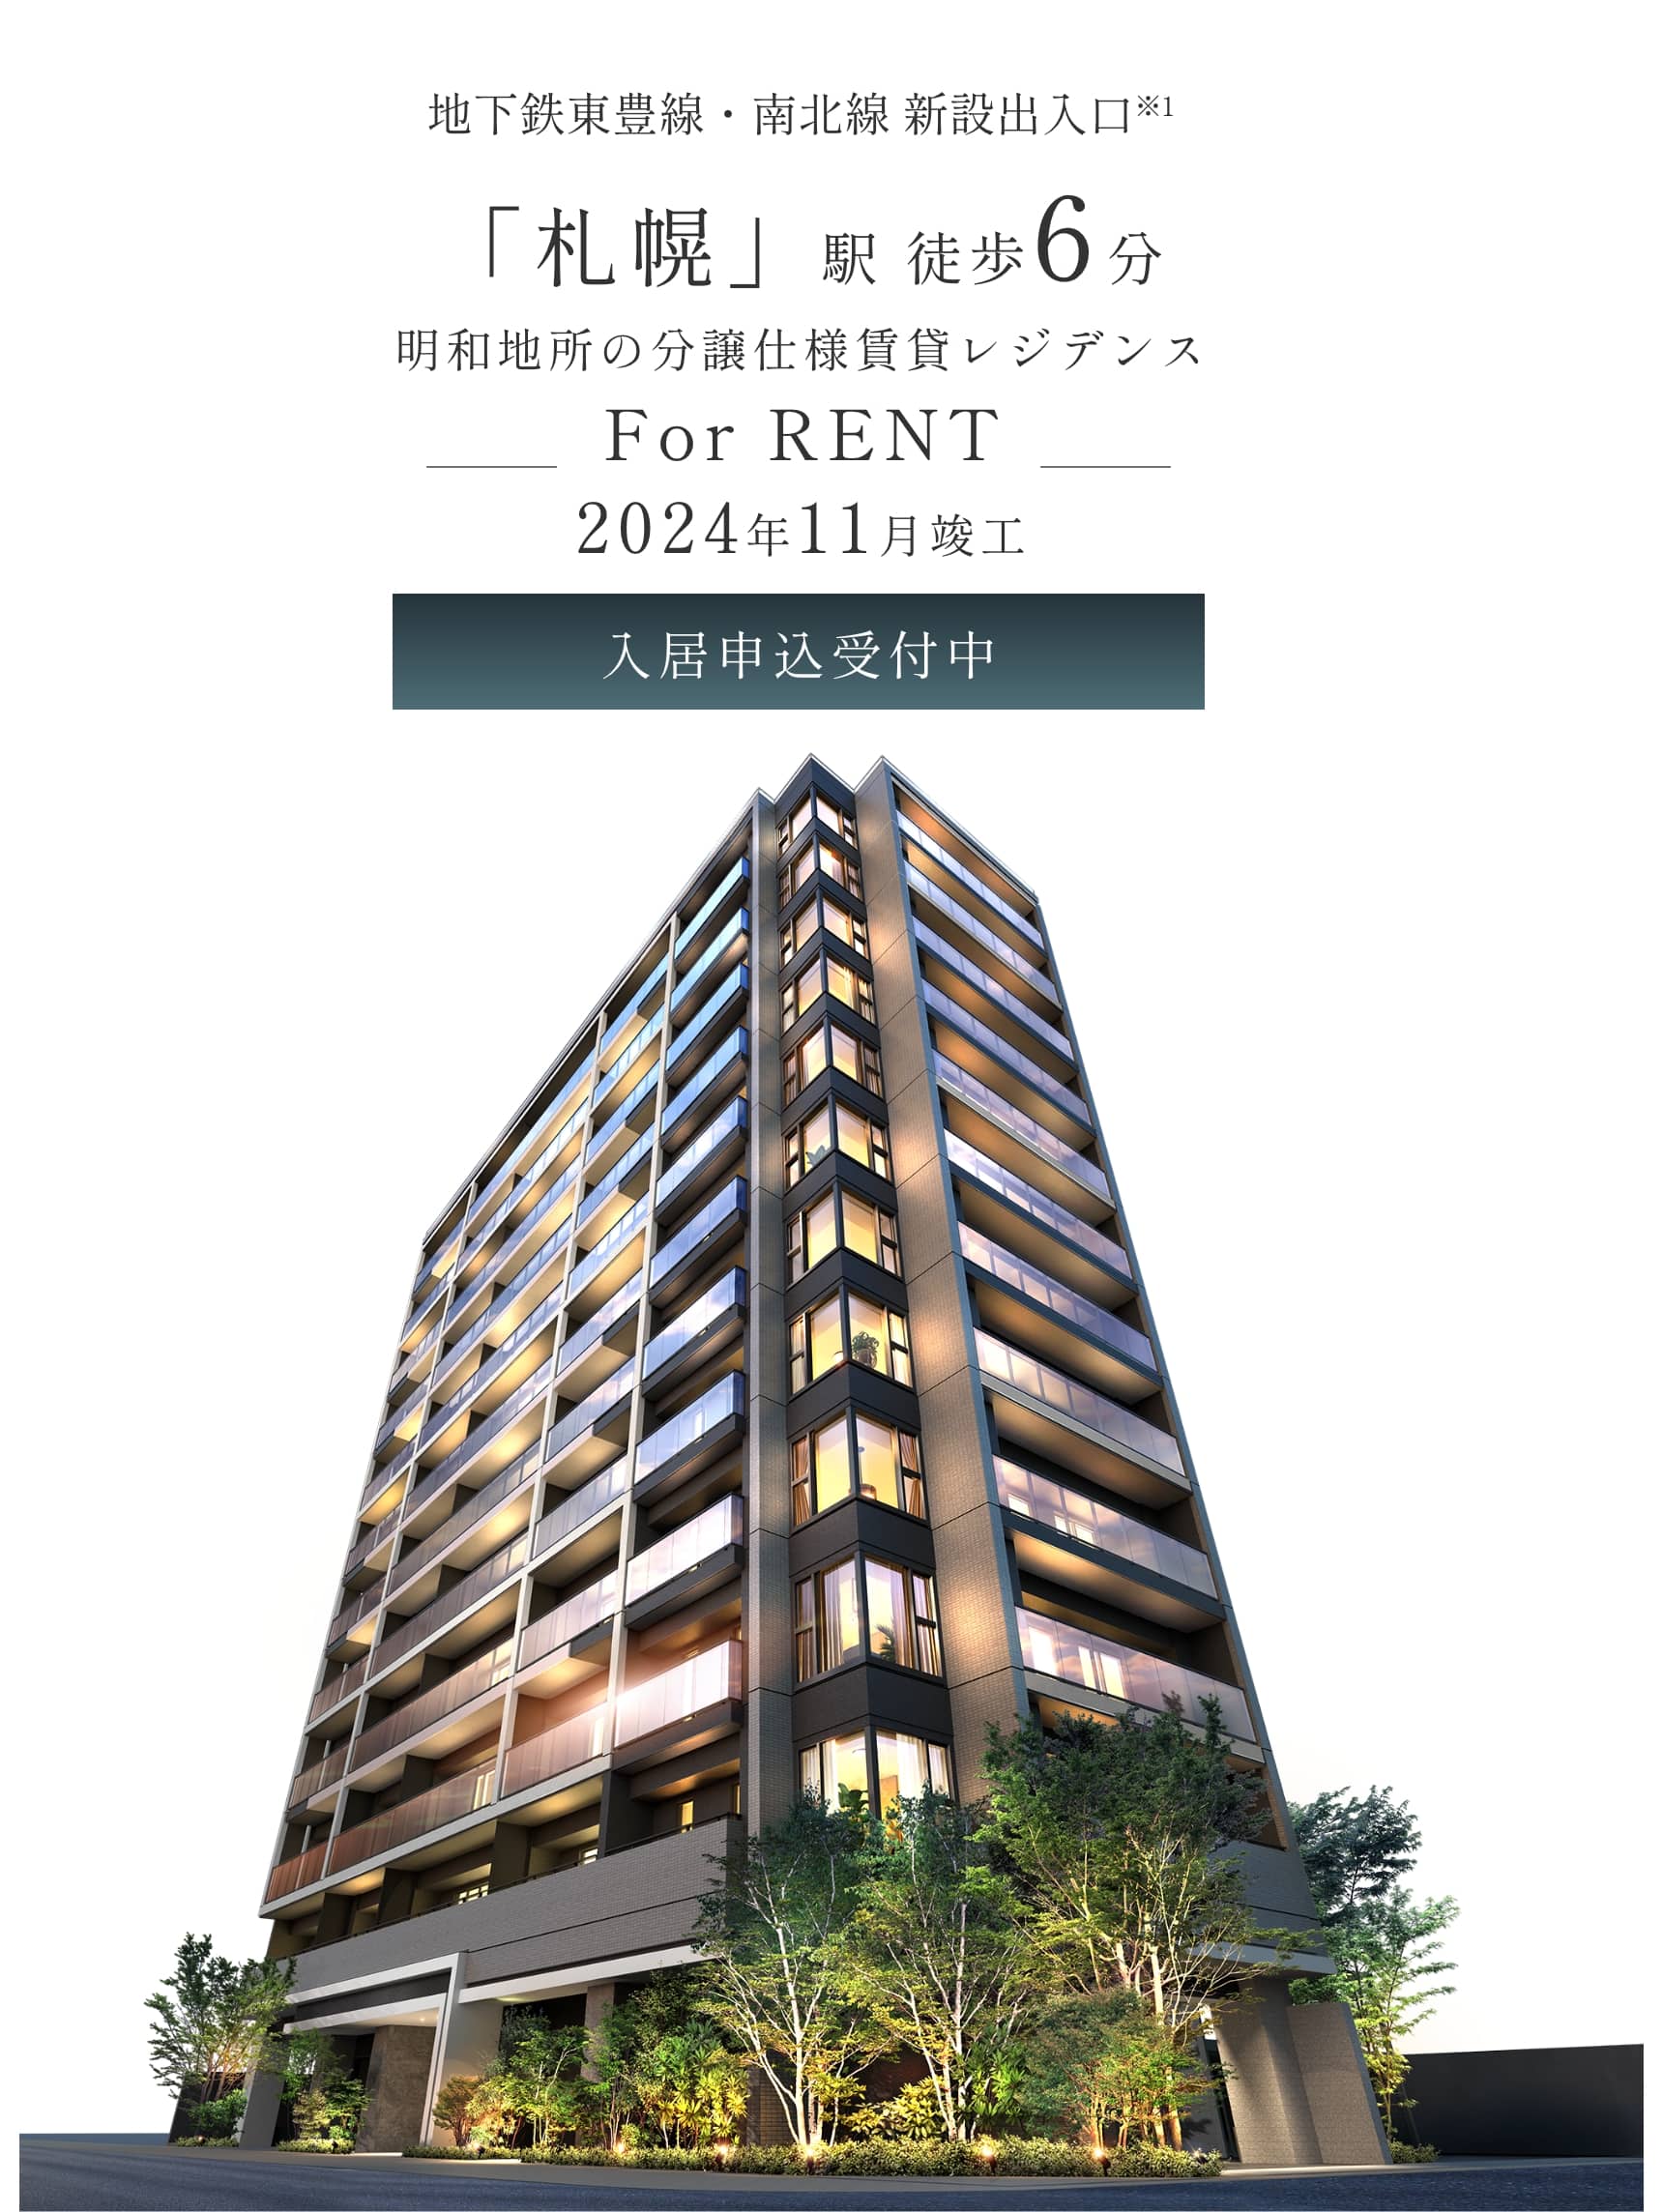 地下鉄東豊線・南北線 新設出入口※1
「札幌」駅 徒歩6分
明和地所の分譲仕様賃貸レジデンス
For RENT
2024年11月竣工
入居申込受付中